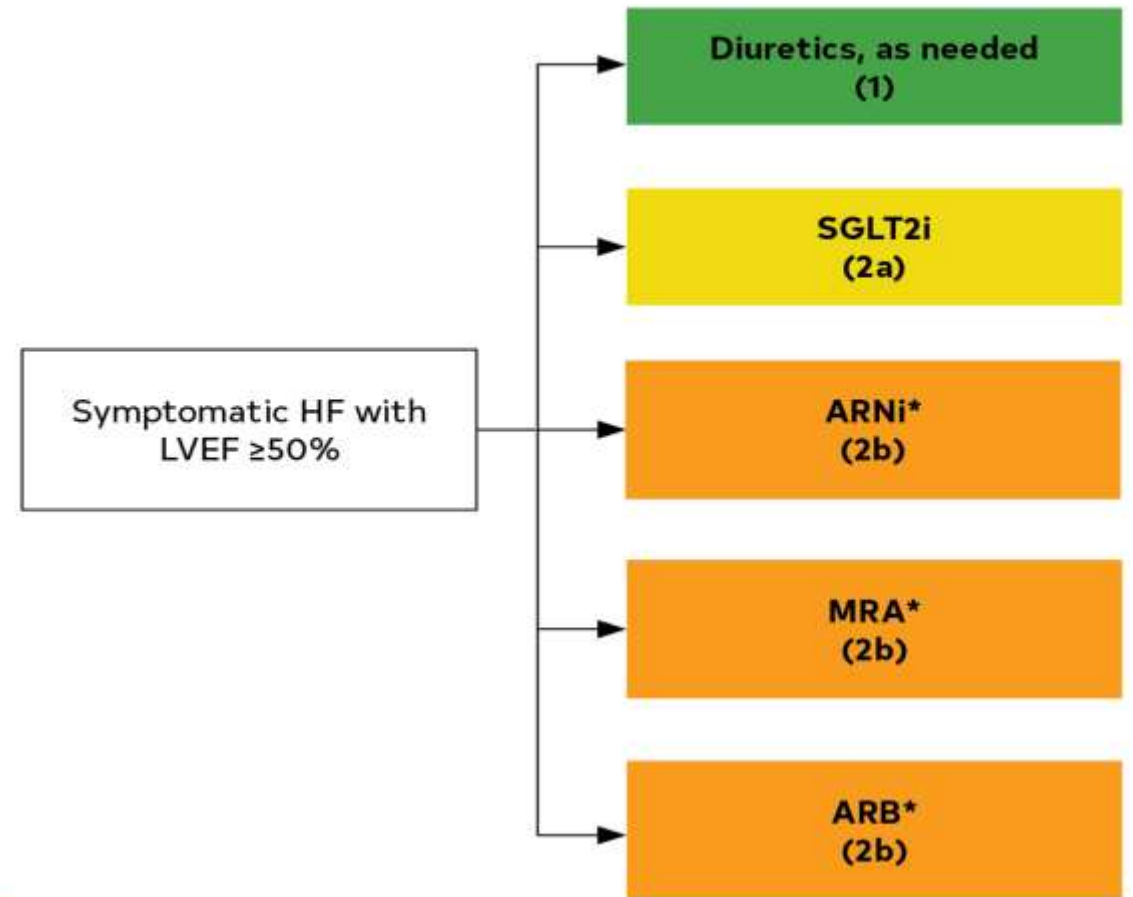 Diuretics, as needed
(1)
SGLT2i
(2a)
Symptomatic HF with
LVEF ≥50%
ARNi*
(2b)
MRA*
(2b)
ARB*
(2b)